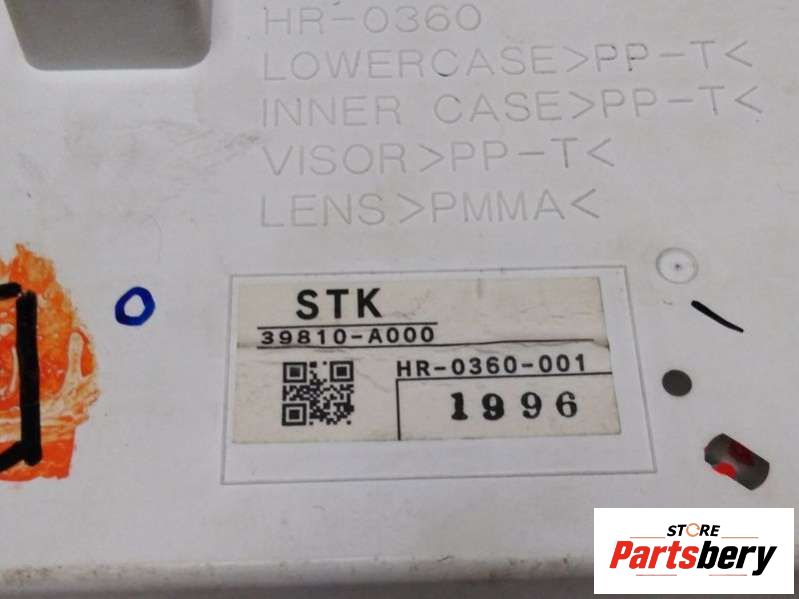 HR-0360
LOWERCASE>PP-T<
INNER CASE>PP-T<
VISOR>PP-T<
LENS>PMMA<
STK
39810-A000
HR-0360-001
1996
STORE
Partsbery